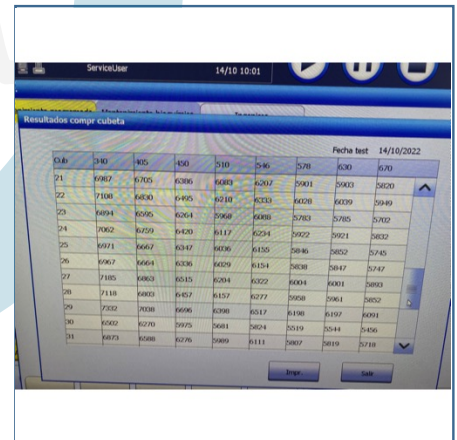 ServiceUser 14/10 10:01
Resultados compr cubeta
Fecha test 14/10/2022
Cub 340 405 450 510 546 578 630 670
21 6987 6705 6386 6083 6207 5901 5903 5820
22 7108 6830 6495 6210 6333 6028 6039 5949
23 6894 6595 6264 5968 6088 5783 5785 5702
24 7062 6759 6420 6117 6234 5922 5921 5832
25 6971 6667 6347 6036 6155 5846 5852 5745
26 6967 6664 6336 6029 6154 5838 5847 5747
27 7185 6863 6515 6204 6322 6004 6001 5893
28 7118 6803 6457 6157 6277 5958 5961 5852
29 7332 7038 6696 6398 6517 6198 6197 6091
30 6502 6270 5975 5681 5824 5519 5544 5456
31 6873 6588 6276 5989 6111 5807 5819 5718
Impr. Salir